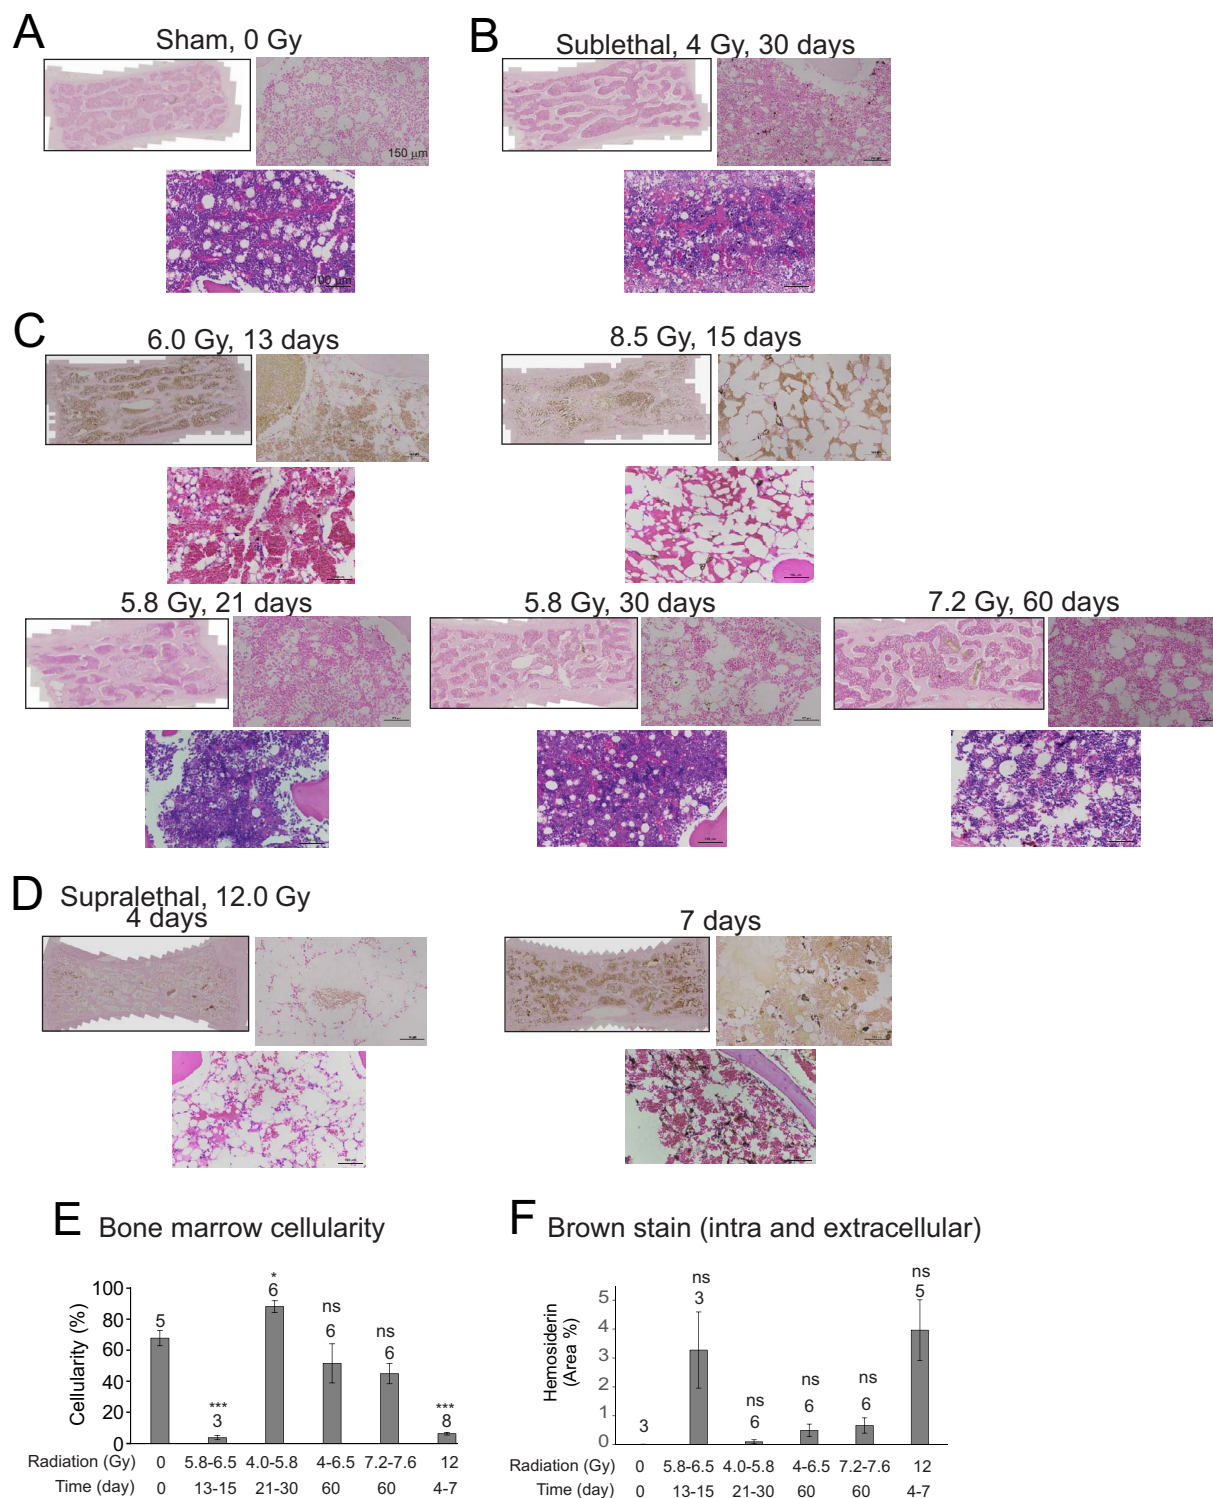 A
Sham, 0 Gy
B
Sublethal, 4 Gy, 30 days
150 µm
100 µm
C
6.0 Gy, 13 days
8.5 Gy, 15 days
5.8 Gy, 21 days
5.8 Gy, 30 days
7.2 Gy, 60 days
D
Supralethal, 12.0 Gy
4 days
7 days
E Bone marrow cellularity
Cellularity (%)
100
80
60
40
20
0
5
***
3
*
6
ns
6
ns
6
***
8
Radiation (Gy) 0 5.8-6.5 4.0-5.8 4-6.5 7.2-7.6 12
Time (day) 0 13-15 21-30 60 60 4-7
F Brown stain (intra and extracellular)
Hemosiderin
(Area %)
5
4
3
2
1
0
3
ns
3
ns
6
ns
6
ns
6
ns
5
Radiation (Gy) 0 5.8-6.5 4.0-5.8 4-6.5 7.2-7.6 12
Time (day) 0 13-15 21-30 60 60 4-7